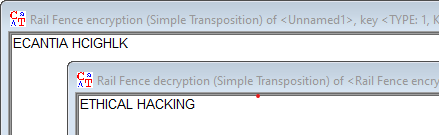 Rail Fence encryption (Simple Transposition) of <Unnamed1>, key <TYPE: 1, K
ECANTIA HCIGHLK
Rail Fence decryption (Simple Transposition) of <Rail Fence encry
ETHICAL HACKING